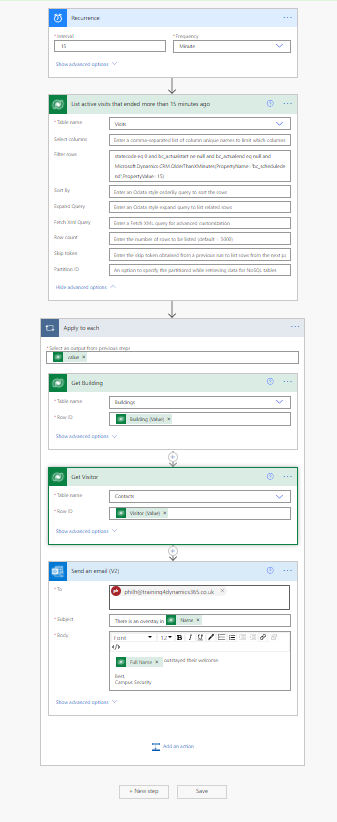 Recurrence
* Interval
* Frequency
15
Minute
Show advanced options
List active visits that ended more than 15 minutes ago
* Table name
Visits
Select columns
Enter a comma-separated list of column unique names to limit which columns
Filter rows
statecode eq 0 and bc_actualstart ne null and bc_actualend eq null and
Microsoft.Dynamics.CRM.OlderThanXMinutes(PropertyName='bc_schedulede
nd',PropertyValue=15)
Sort By
Enter an Odata style orderBy query to sort the rows
Expand Query
Enter an Odata style expand query to list related rows
Fetch Xml Query
Enter a Fetch XML query for advanced customization
Row count
Enter the number of rows to be listed (default = 5000)
Skip token
Enter the skip token obtained from a previous run to list rows from the next pa
Partition ID
An option to specify the partitionId while retrieving data for NoSQL tables
Hide advanced options
Apply to each
* Select an output from previous steps
value ×
Get Building
* Table name
Buildings
* Row ID
Building (Value) ×
Show advanced options
Get Visitor
* Table name
Contacts
* Row ID
Visitor (Value) ×
Show advanced options
Send an email (V2)
* To
philh@training4dynamics365.co.uk ×
* Subject
There is an overstay in Name ×
* Body
Font
12
B I U
</>
Full Name × outstayed their welcome
Best
Campus Security
Show advanced options
Add an action
+ New step
Save